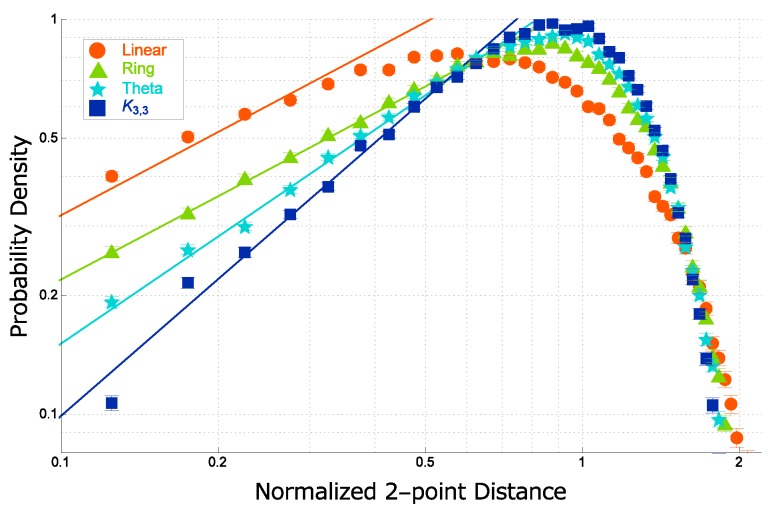 1
0.5
0.2
0.1
Probability Density
Linear
Ring
Theta
K3,3
0.1
0.2
0.5
1
2
Normalized 2–point Distance